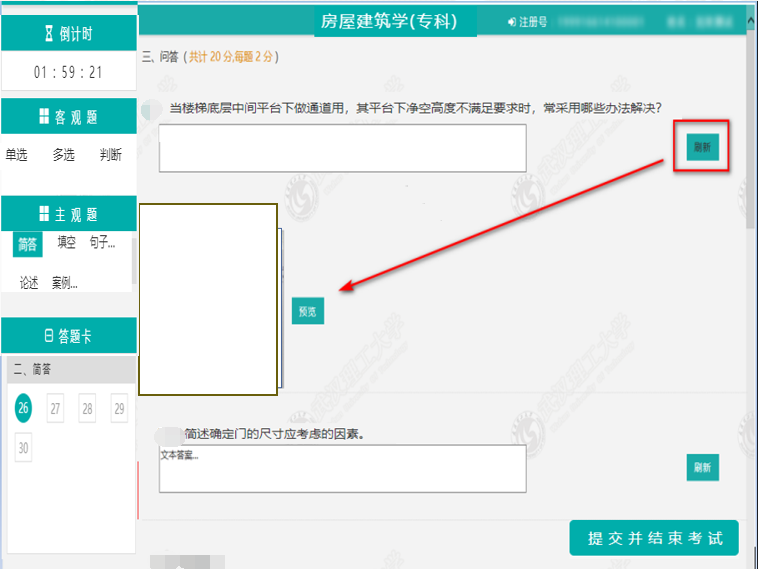 房屋建筑学(专科)
注册号
倒计时
01 : 59 : 21
客 观 题
单选 多选 判断
主 观 题
简答 填空 句子...
论述 案例...
答题卡
二、简答
26 27 28 29
30
三、问答 (共计20分,每题2分)
当楼梯底层中间平台下做通道用，其平台下净空高度不满足要求时，常采用哪些办法解决?
刷新
预览
简述确定门的尺寸应考虑的因素。
文本答案...
刷新
提 交 并 结 束 考 试